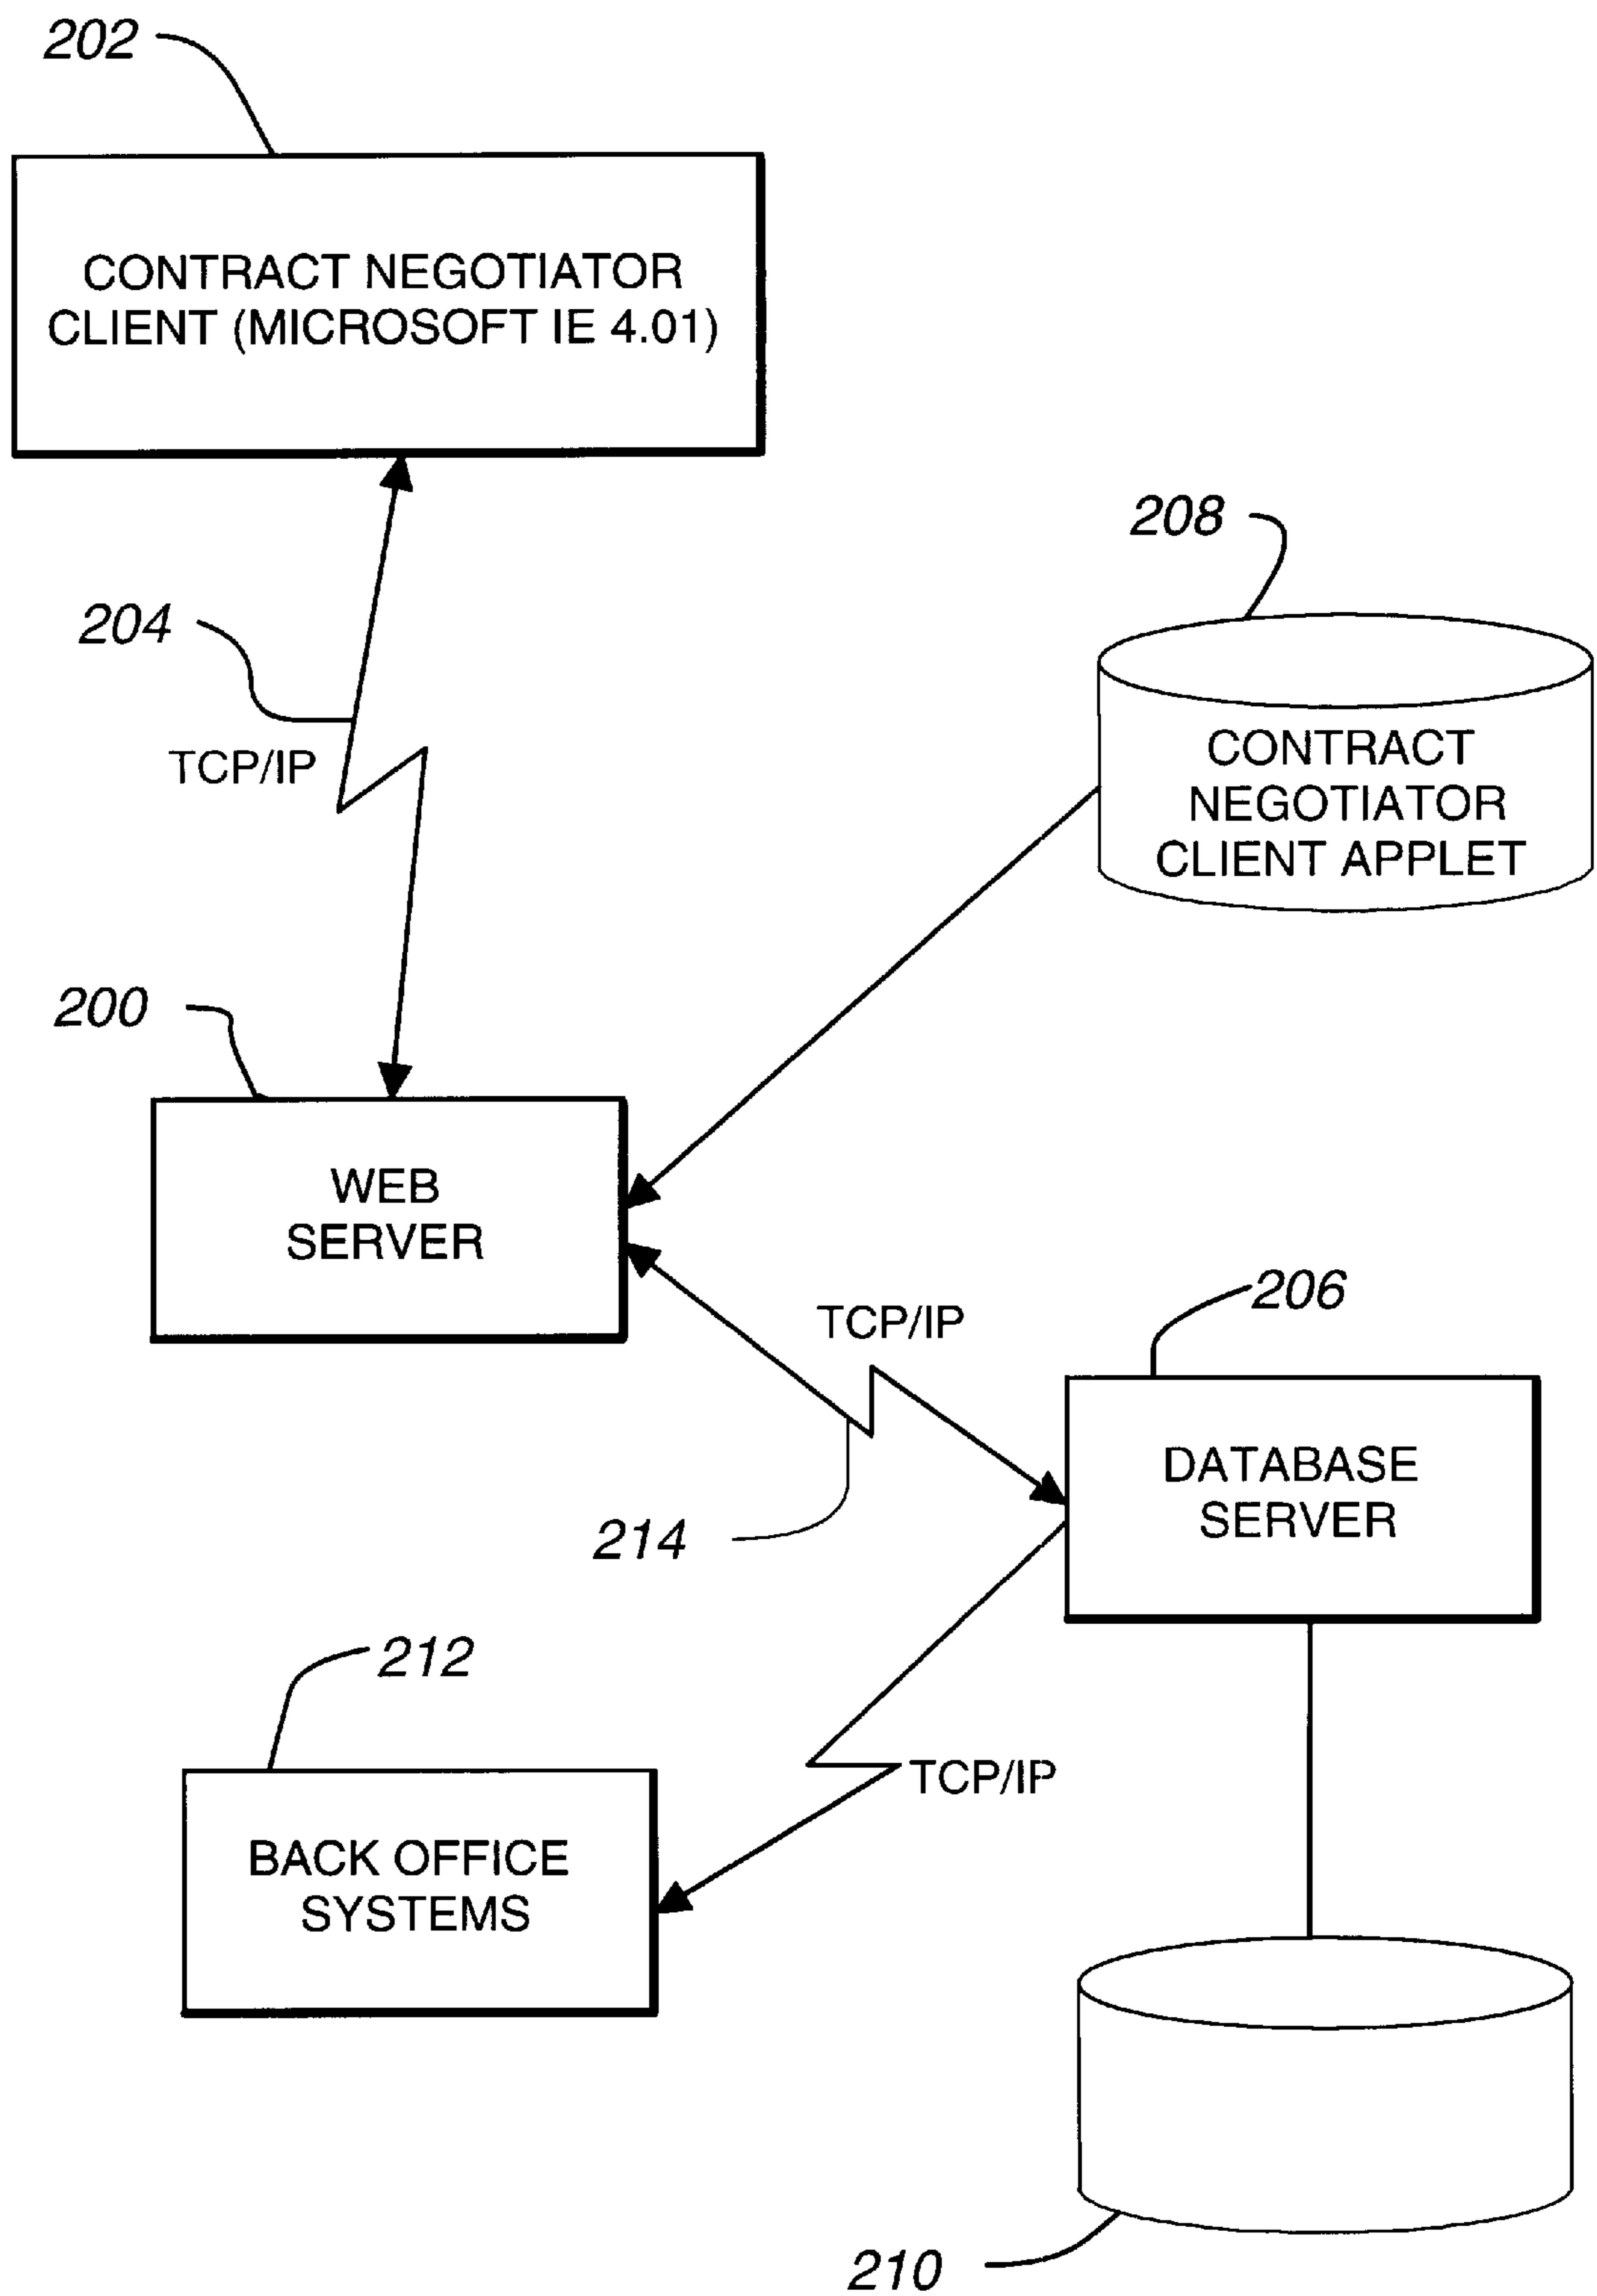 202
CONTRACT NEGOTIATOR
CLIENT (MICROSOFT IE 4.01)
208
204
TCP/IP
CONTRACT
NEGOTIATOR
CLIENT APPLET
200
WEB
SERVER
206
TCP/IP
DATABASE
SERVER
214
212
TCP/IP
BACK OFFICE
SYSTEMS
210